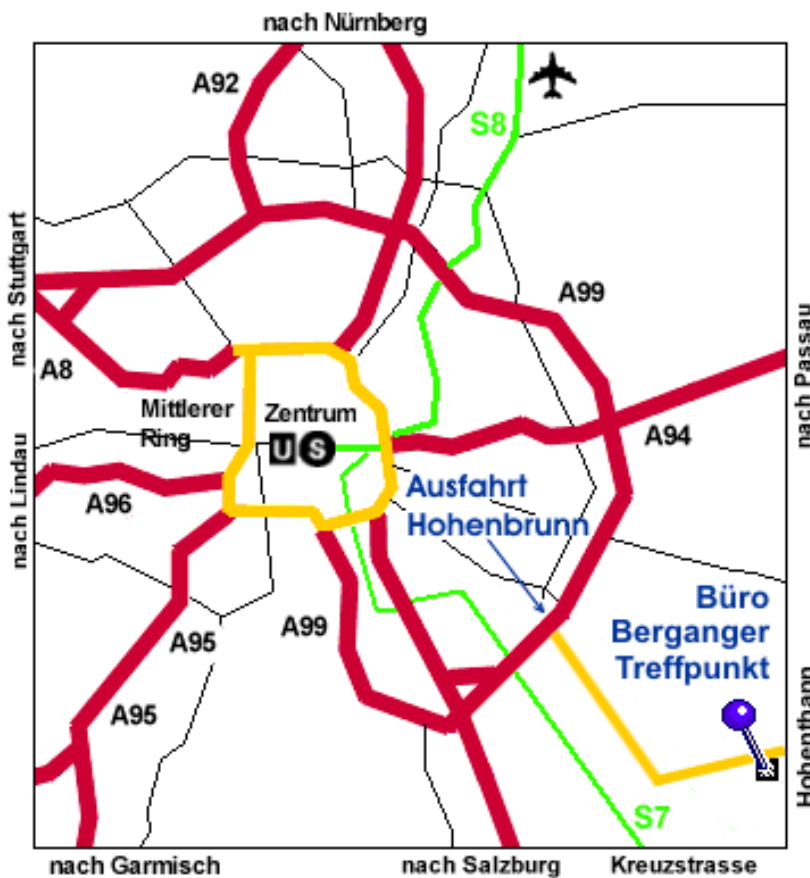 nach Nürnberg
A92
S8
nach Stuttgart
A99
A8
nach Passau
Mittlerer
Ring
Zentrum
U S
A94
nach Lindau
A96
Ausfahrt
Hohenbrunn
Büro
Berganger
Treffpunkt
A95
A99
A95
Hohenthann
S7
nach Garmisch
nach Salzburg
Kreuzstrasse